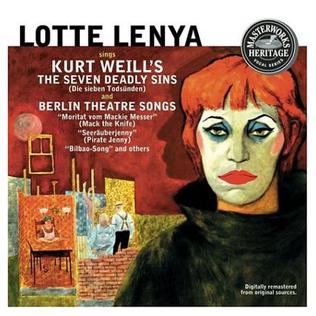 LOTTE LENYA
sings
KURT WEILL'S
THE SEVEN DEADLY SINS
(Die sieben Todsünden)
and
BERLIN THEATRE SONGS
"Moritat vom Mackie Messer"
(Mack the Knife)
"Seeräuberjenny"
(Pirate Jenny)
"Bilbao-Song" and others
MASTERWORKS
HERITAGE
VOCAL SERIES
Digitally remastered
from original sources.